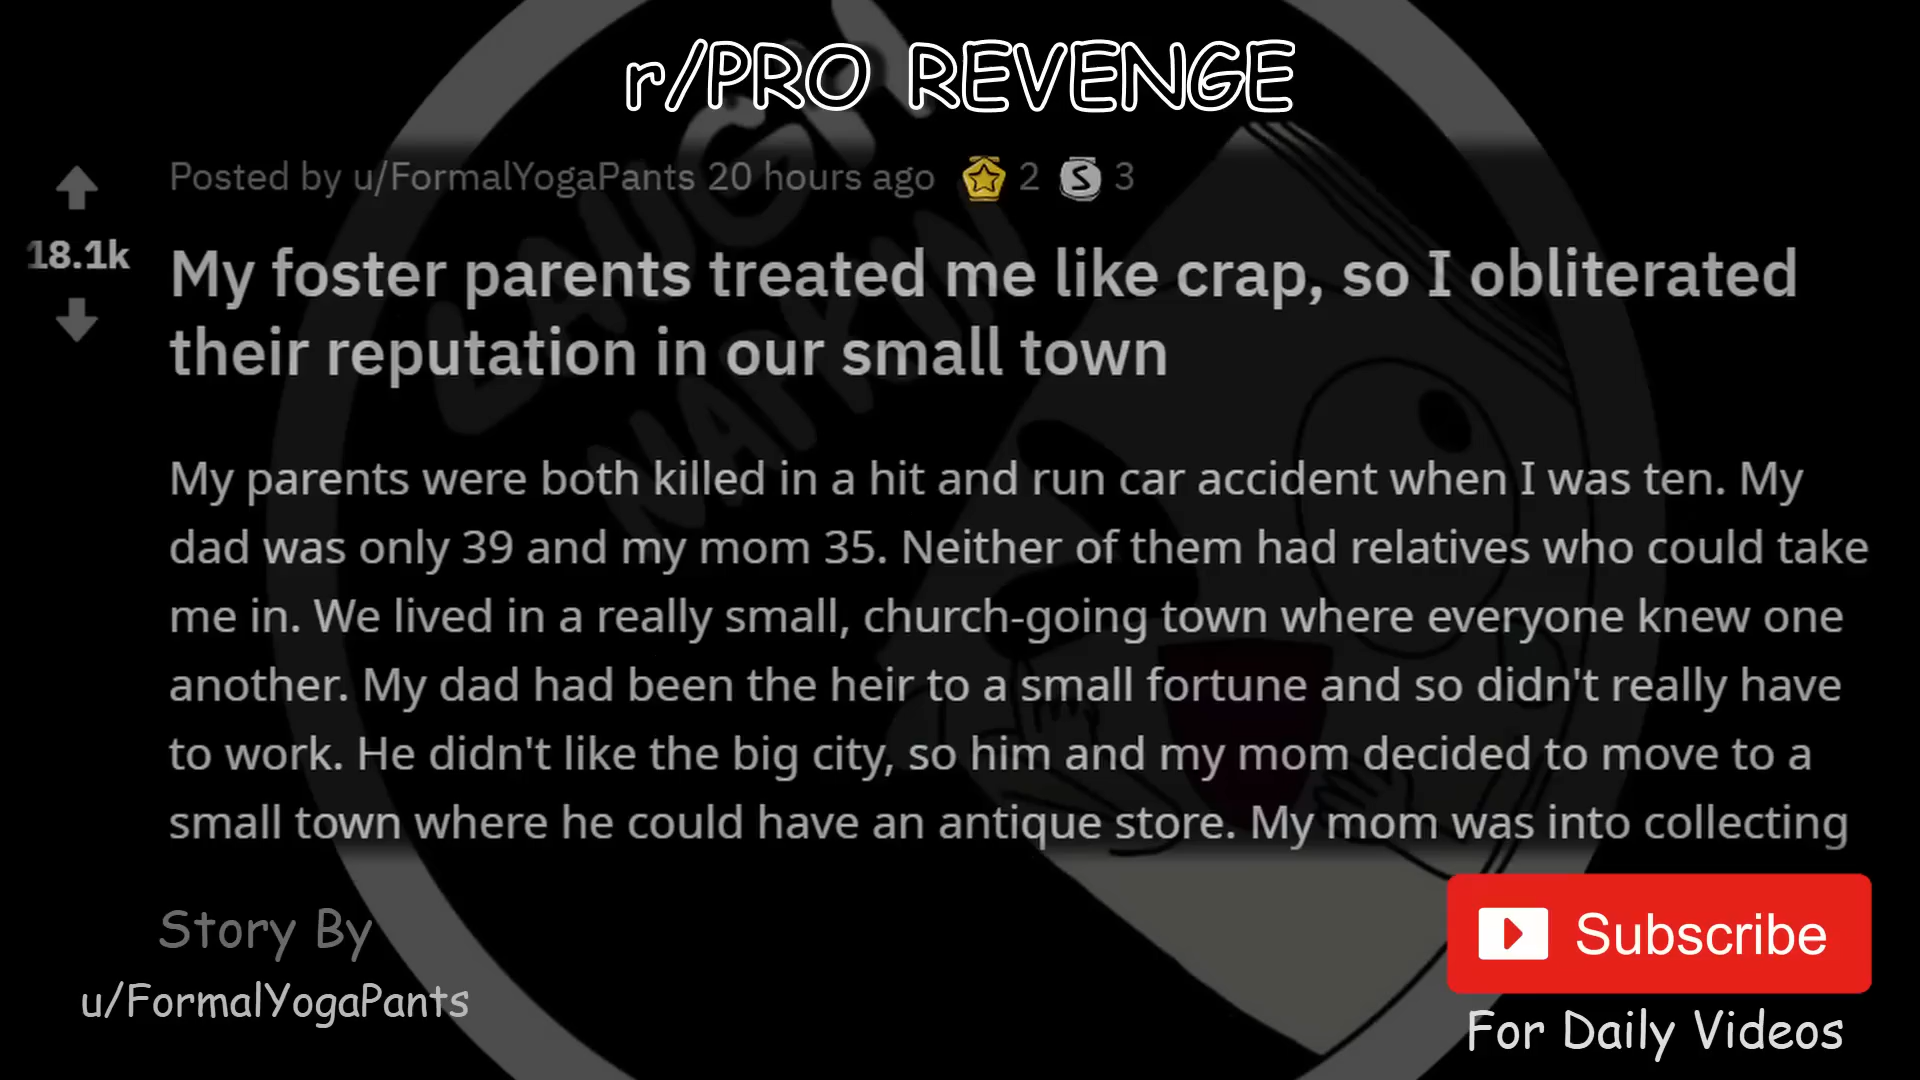 r/PRO REVENGE
Posted by u/FormalYogaPants 20 hours ago 2 S 3
18.1k
My foster parents treated me like crap, so I obliterated
their reputation in our small town
My parents were both killed in a hit and run car accident when I was ten. My
dad was only 39 and my mom 35. Neither of them had relatives who could take
me in. We lived in a really small, church-going town where everyone knew one
another. My dad had been the heir to a small fortune and so didn't really have
to work. He didn't like the big city, so him and my mom decided to move to a
small town where he could have an antique store. My mom was into collecting
LAUGHY
NAPKIN
Story By
u/FormalYogaPants
Subscribe
For Daily Videos